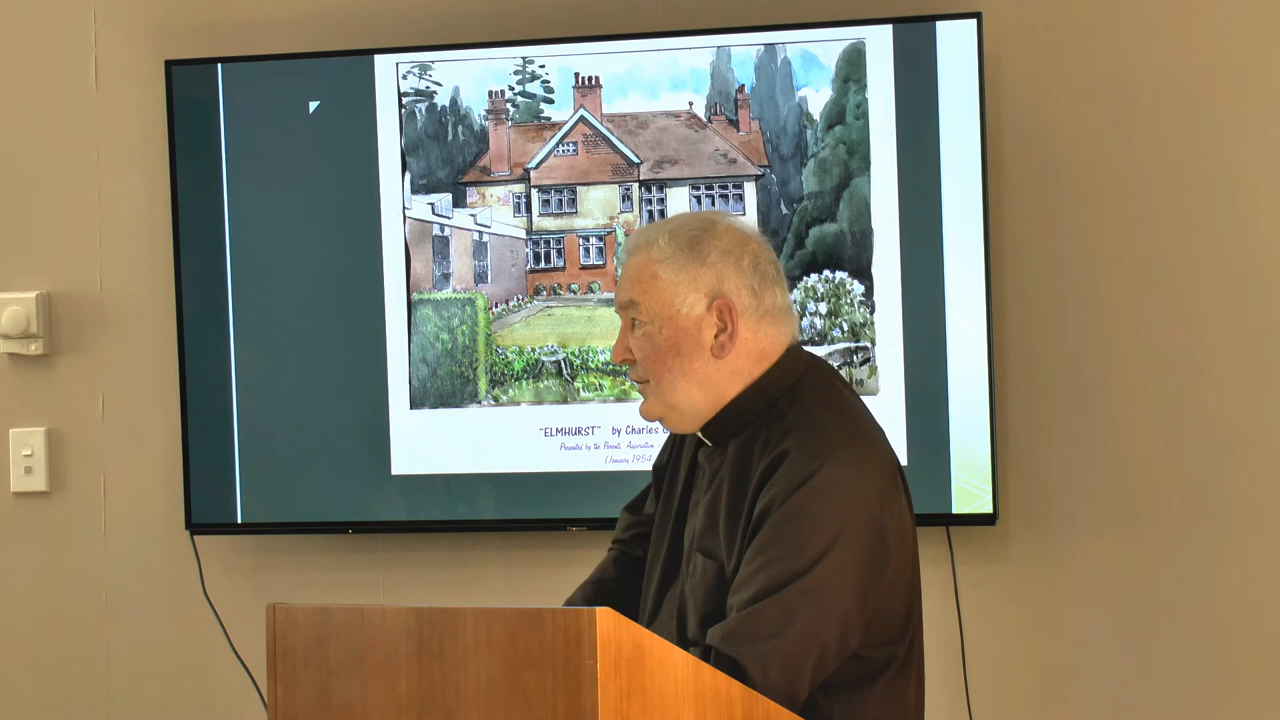 "ELMHURST" by Charles
Presented by the Parents' Association -
(January 1954